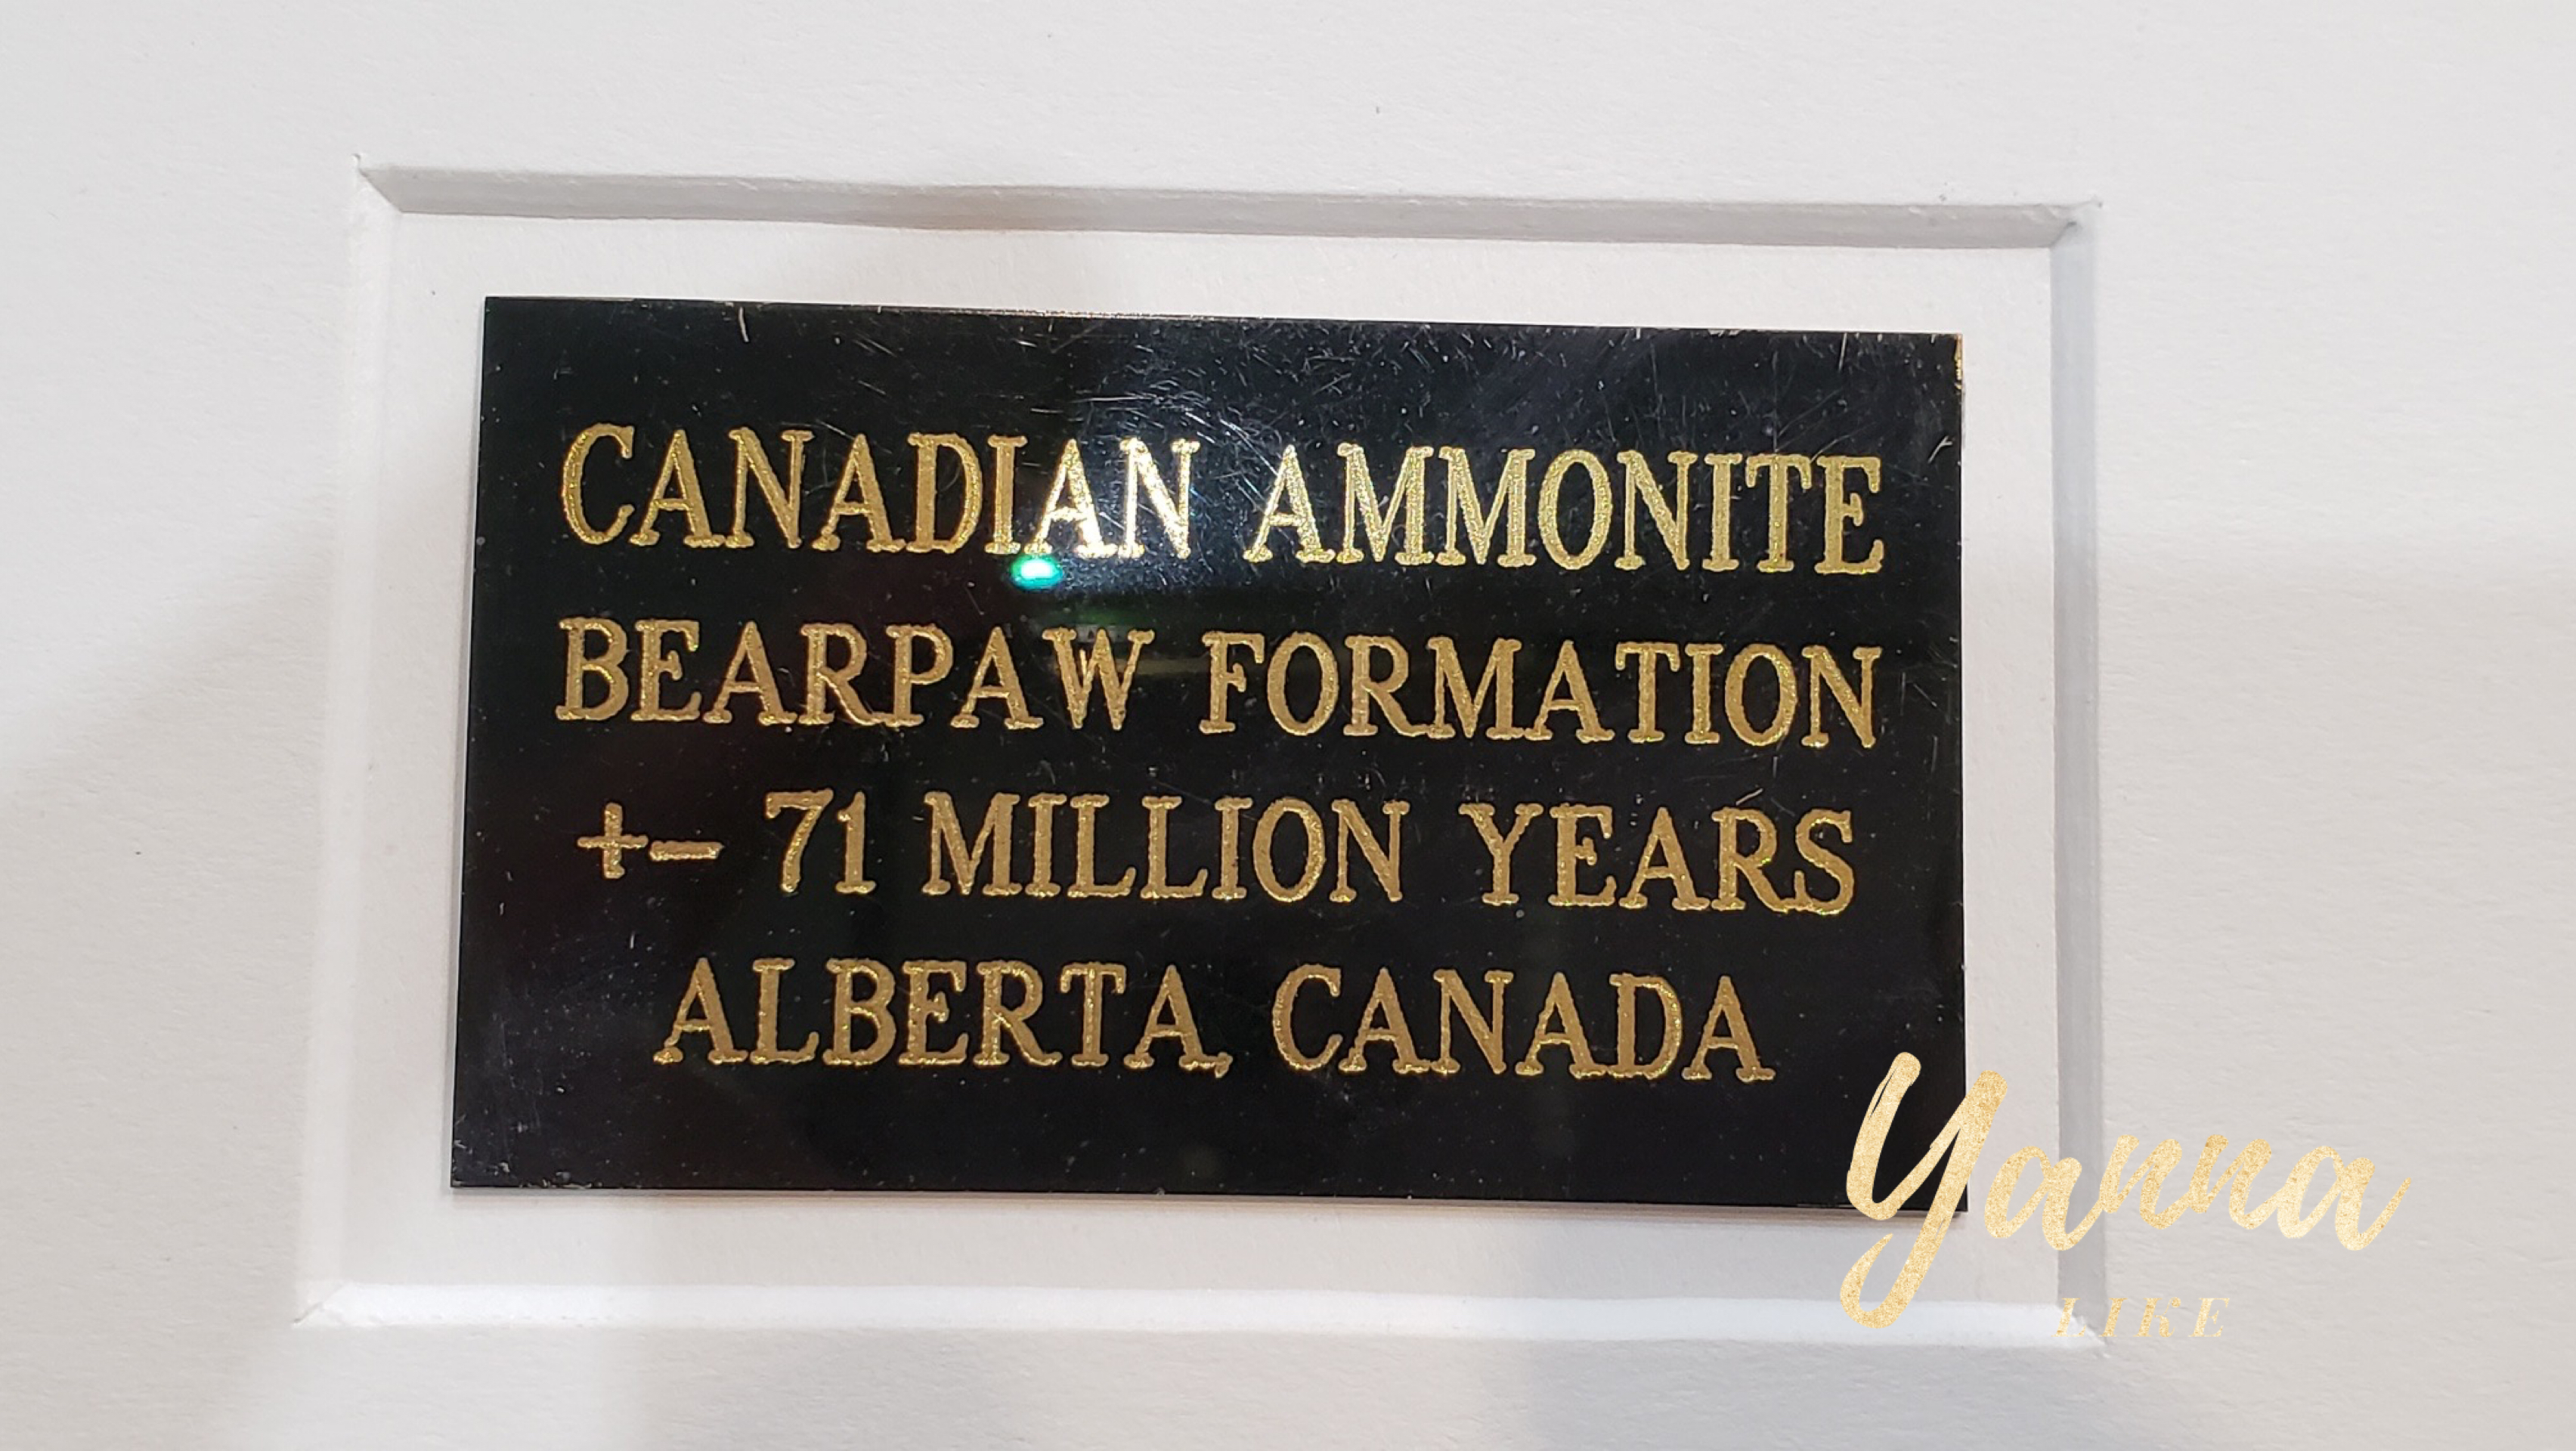 CANADIAN AMMONITE
BEARPAW FORMATION
+- 71 MILLION YEARS
ALBERTA, CANADA
Yanna
LIKE